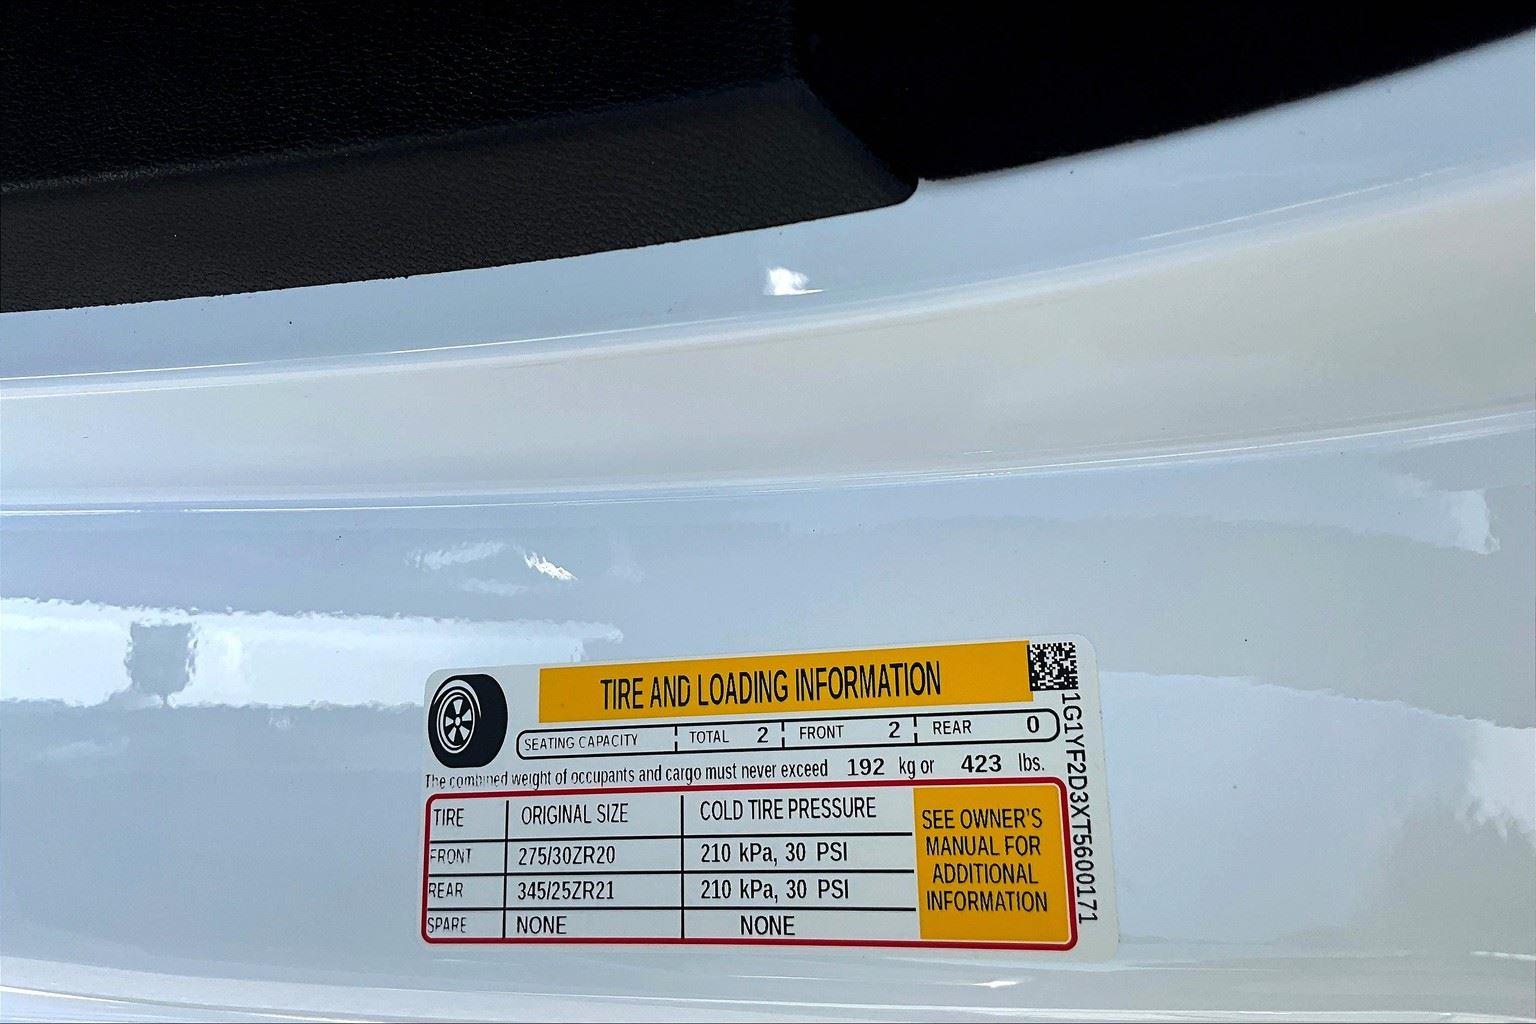 TIRE AND LOADING INFORMATION
SEATING CAPACITY TOTAL 2 FRONT 2 REAR 0
The combined weight of occupants and cargo must never exceed 192 kg or 423 lbs.
TIRE ORIGINAL SIZE COLD TIRE PRESSURE
FRONT 275/30ZR20 210 kPa, 30 PSI
REAR 345/25ZR21 210 kPa, 30 PSI
SPARE NONE NONE
SEE OWNER'S
MANUAL FOR
ADDITIONAL
INFORMATION
1G1YF2D3XT5600171